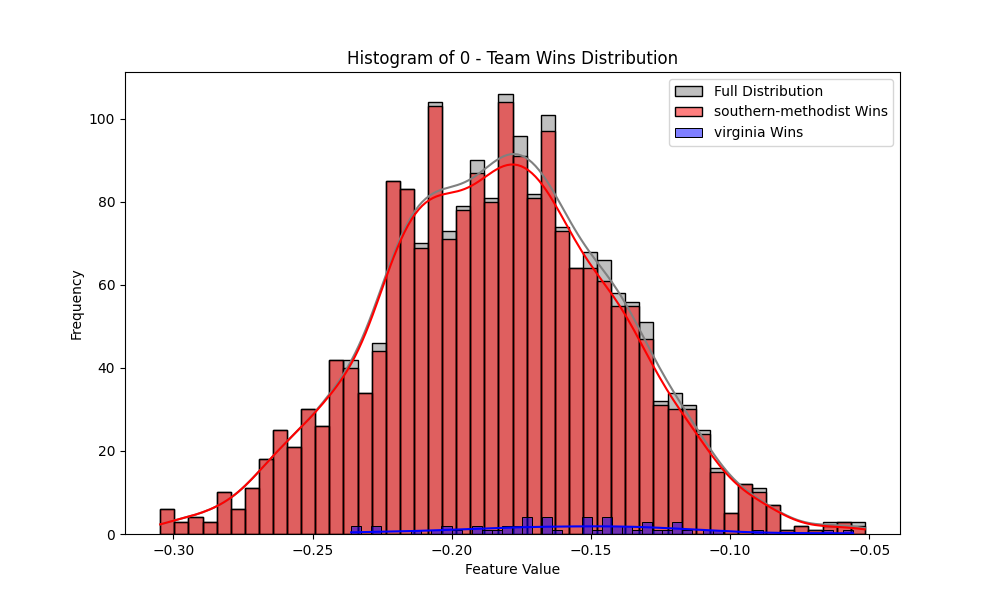 Histogram of 0 - Team Wins Distribution
Full Distribution
southern-methodist Wins
virginia Wins
Frequency
100
80
60
40
20
0
−0.30
−0.25
−0.20
−0.15
−0.10
−0.05
Feature Value